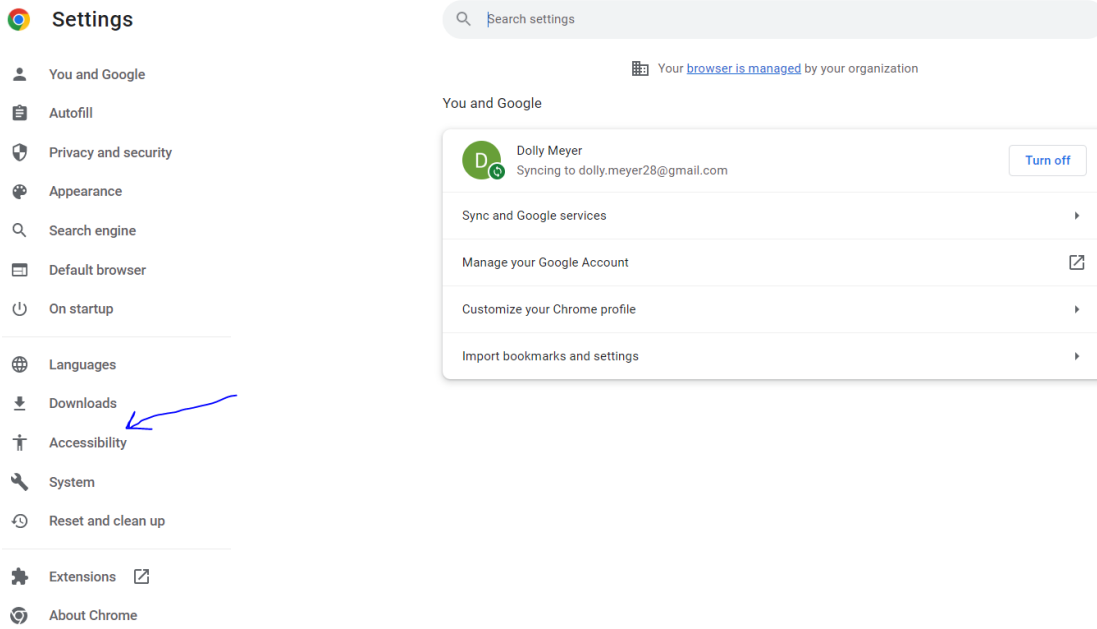 Settings
Search settings
You and Google
Autofill
Privacy and security
Appearance
Search engine
Default browser
On startup
Languages
Downloads
Accessibility
System
Reset and clean up
Extensions
About Chrome
Your browser is managed by your organization
You and Google
D
Dolly Meyer
Syncing to dolly.meyer28@gmail.com
Turn off
Sync and Google services
Manage your Google Account
Customize your Chrome profile
Import bookmarks and settings